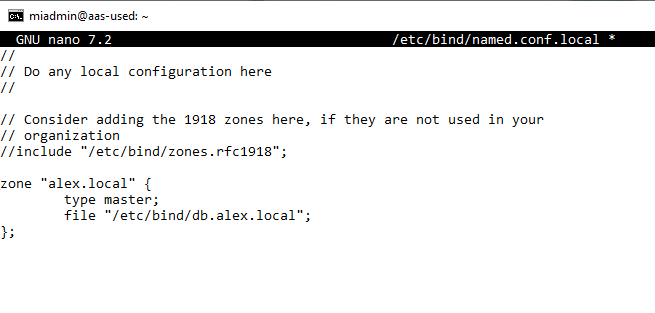 miadmin@aas-used: ~
GNU nano 7.2 /etc/bind/named.conf.local *
//
// Do any local configuration here
//
// Consider adding the 1918 zones here, if they are not used in your
// organization
//include "/etc/bind/zones.rfc1918";
zone "alex.local" {
type master;
file "/etc/bind/db.alex.local";
};